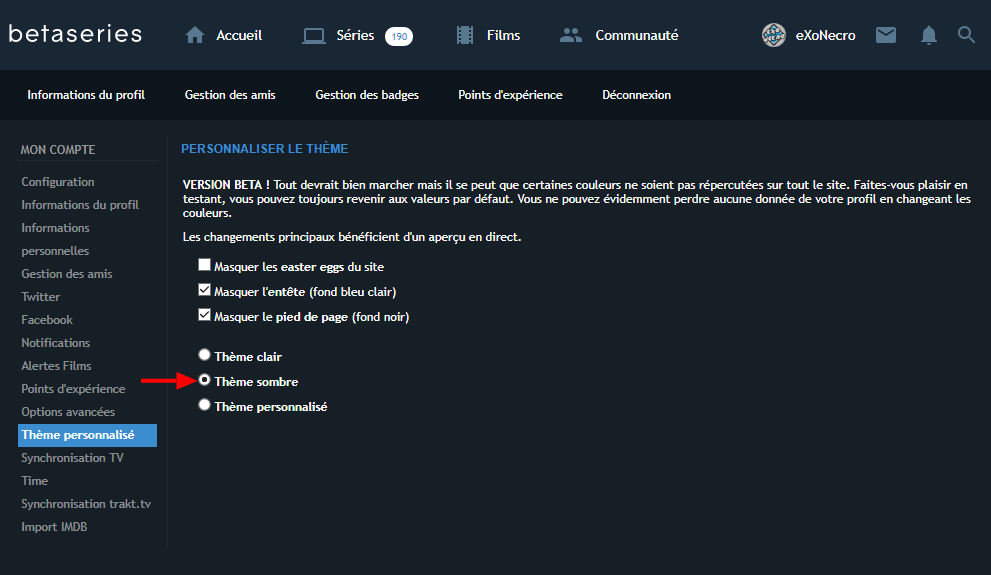 betaseries Accueil Séries 190 Films Communauté eXoNecro
Informations du profil Gestion des amis Gestion des badges Points d'expérience Déconnexion
MON COMPTE
Configuration
Informations du profil
Informations
personnelles
Gestion des amis
Twitter
Facebook
Notifications
Alertes Films
Points d'expérience
Options avancées
Thème personnalisé
Synchronisation TV
Time
Synchronisation trakt.tv
Import IMDB
PERSONNALISER LE THÈME
VERSION BETA ! Tout devrait bien marcher mais il se peut que certaines couleurs ne soient pas répercutées sur tout le site. Faites-vous plaisir en
testant, vous pouvez toujours revenir aux valeurs par défaut. Vous ne pouvez évidemment perdre aucune donnée de votre profil en changeant les
couleurs.
Les changements principaux bénéficient d'un aperçu en direct.
Masquer les easter eggs du site
Masquer l'entête (fond bleu clair)
Masquer le pied de page (fond noir)
Thème clair
Thème sombre
Thème personnalisé